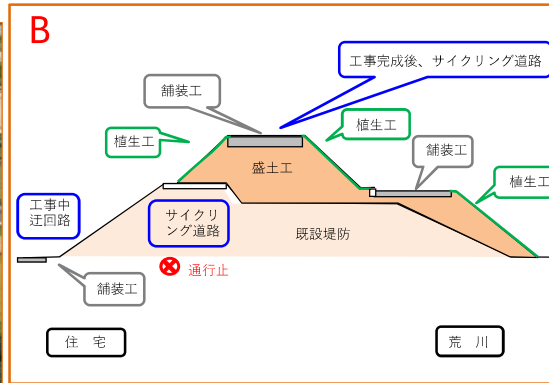 B
工事完成後、サイクリング道路
舗装工
植生工
植生工
盛土工
舗装工
植生工
工事中
迂回路
サイクリ
ング道路
既設堤防
通行止
舗装工
住 宅
荒 川